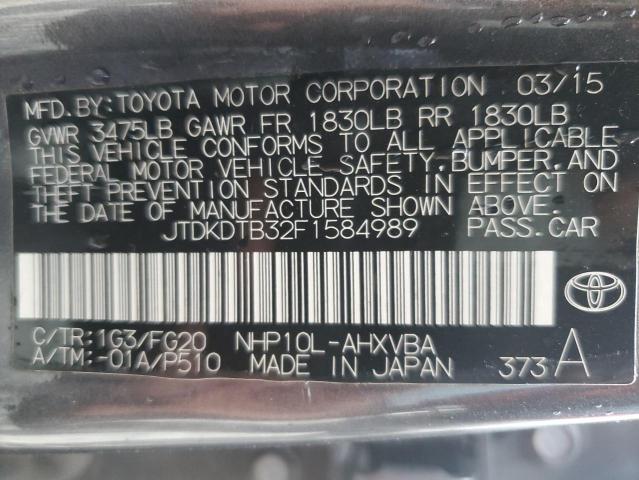 MFD.BY:TOYOTA MOTOR CORPORATION 03/15
GVWR 3475LB GAWR FR 1830LB RR 1830LB
THIS VEHICLE CONFORMS TO ALL APPLICABLE
FEDERAL MOTOR VEHICLE SAFETY,BUMPER,AND
THEFT PREVENTION STANDARDS IN EFFECT ON
THE DATE OF MANUFACTURE SHOWN ABOVE.
JTDKDTB32F1584989 PASS.CAR
C/TR:1G3/FG20 NHP10L-AHXVBA
A/TM:-01A/P510 MADE IN JAPAN 373 A